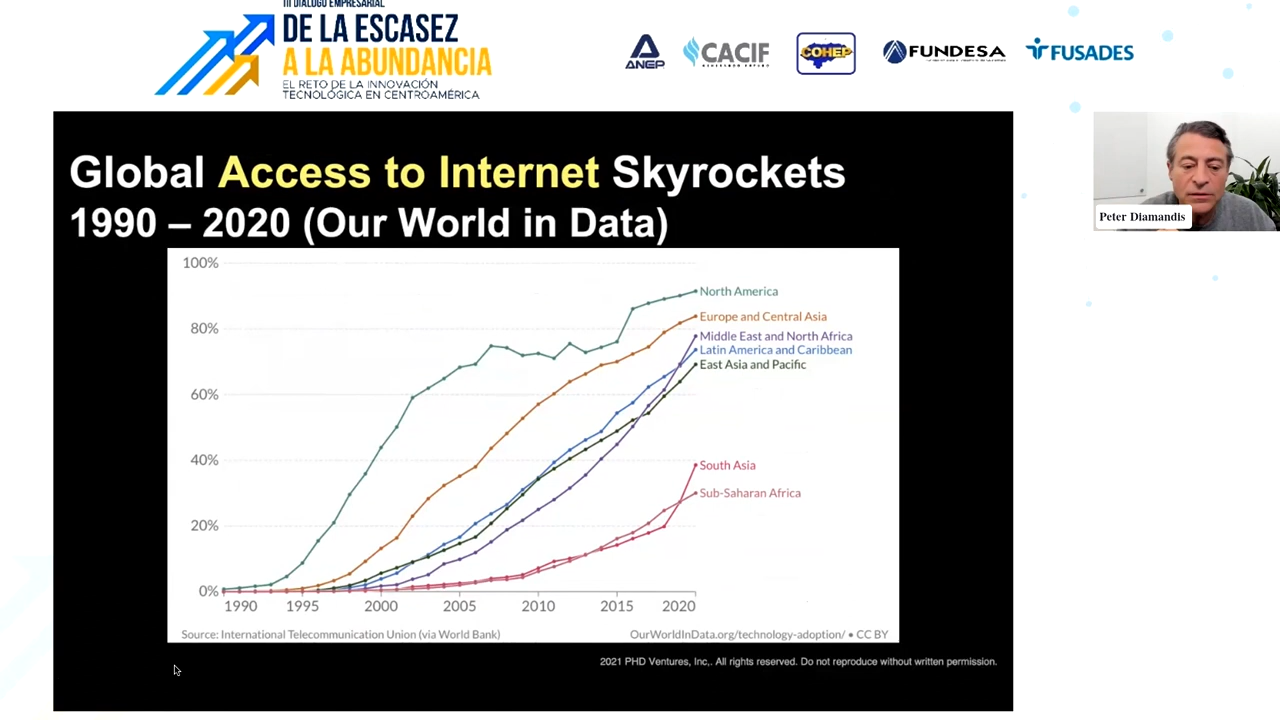 III DIÁLOGO EMPRESARIAL
DE LA ESCASEZ
A LA ABUNDANCIA
EL RETO DE LA INNOVACIÓN
TECNOLÓGICA EN CENTROAMÉRICA
ANEP
CACIF
COHEP
FUNDESA
FUSADES
Global Access to Internet Skyrockets
1990 – 2020 (Our World in Data)
Peter Diamandis
100%
80%
60%
40%
20%
0%
North America
Europe and Central Asia
Middle East and North Africa
Latin America and Caribbean
East Asia and Pacific
South Asia
Sub-Saharan Africa
1990 1995 2000 2005 2010 2015 2020
Source: International Telecommunication Union (via World Bank)
OurWorldInData.org/technology-adoption/ • CC BY
2021 PHD Ventures, Inc,. All rights reserved. Do not reproduce without written permission.